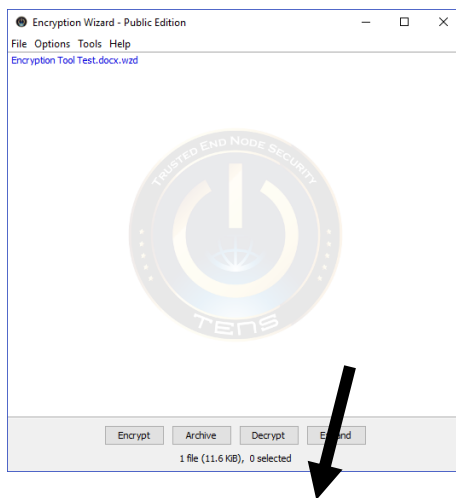 Encryption Wizard - Public Edition
File Options Tools Help
Encryption Tool Test.docx.wzd
TRUSTED END NODE SECURITY
TENS
Encrypt Archive Decrypt
1 file (11.6 KiB), 0 selected